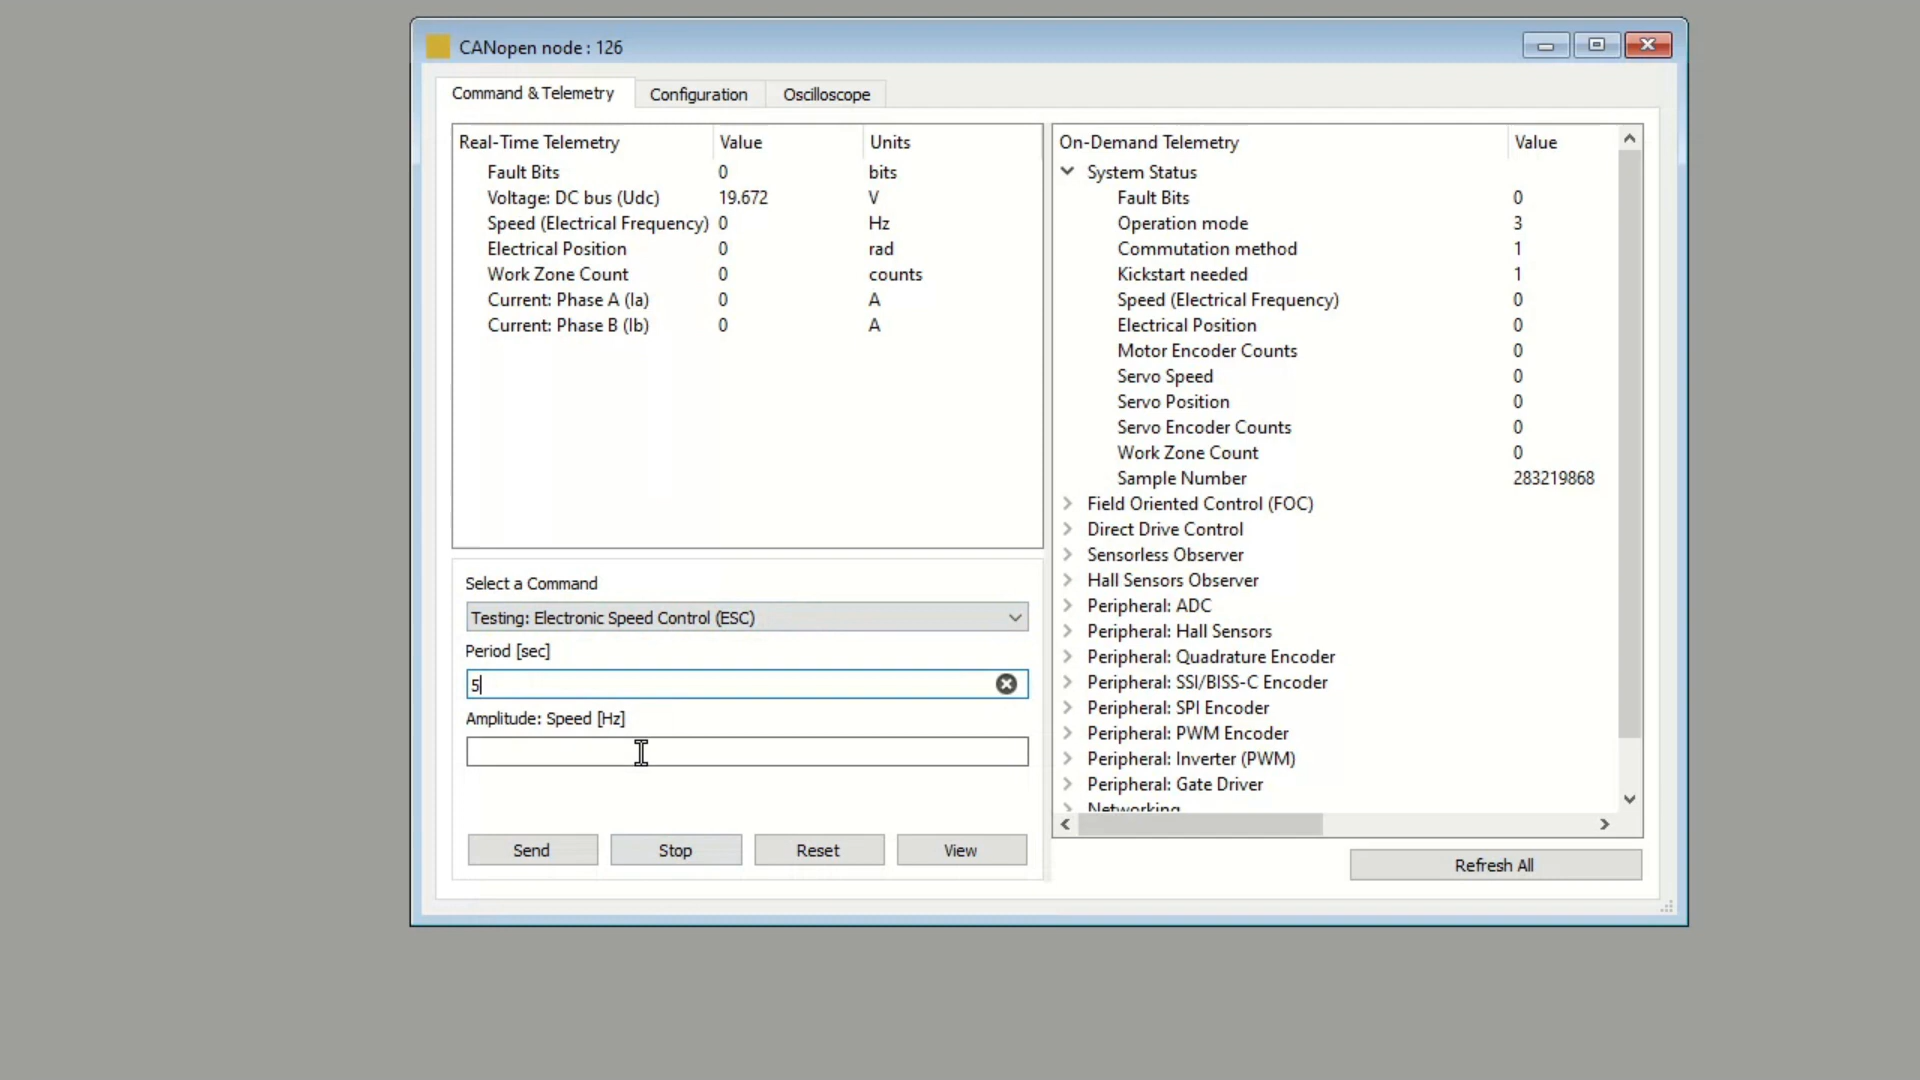 CANopen node : 126
Command & Telemetry
Configuration
Oscilloscope
Real-Time Telemetry Value Units
Fault Bits 0 bits
Voltage: DC bus (Udc) 19.672 V
Speed (Electrical Frequency) 0 Hz
Electrical Position 0 rad
Work Zone Count 0 counts
Current: Phase A (Ia) 0 A
Current: Phase B (Ib) 0 A
Select a Command
Testing: Electronic Speed Control (ESC)
Period [sec]
5
Amplitude: Speed [Hz]
Send Stop Reset View
On-Demand Telemetry Value
System Status
Fault Bits 0
Operation mode 3
Commutation method 1
Kickstart needed 1
Speed (Electrical Frequency) 0
Electrical Position 0
Motor Encoder Counts 0
Servo Speed 0
Servo Position 0
Servo Encoder Counts 0
Work Zone Count 0
Sample Number 283219868
Field Oriented Control (FOC)
Direct Drive Control
Sensorless Observer
Hall Sensors Observer
Peripheral: ADC
Peripheral: Hall Sensors
Peripheral: Quadrature Encoder
Peripheral: SSI/BISS-C Encoder
Peripheral: SPI Encoder
Peripheral: PWM Encoder
Peripheral: Inverter (PWM)
Peripheral: Gate Driver
Networking
Refresh All